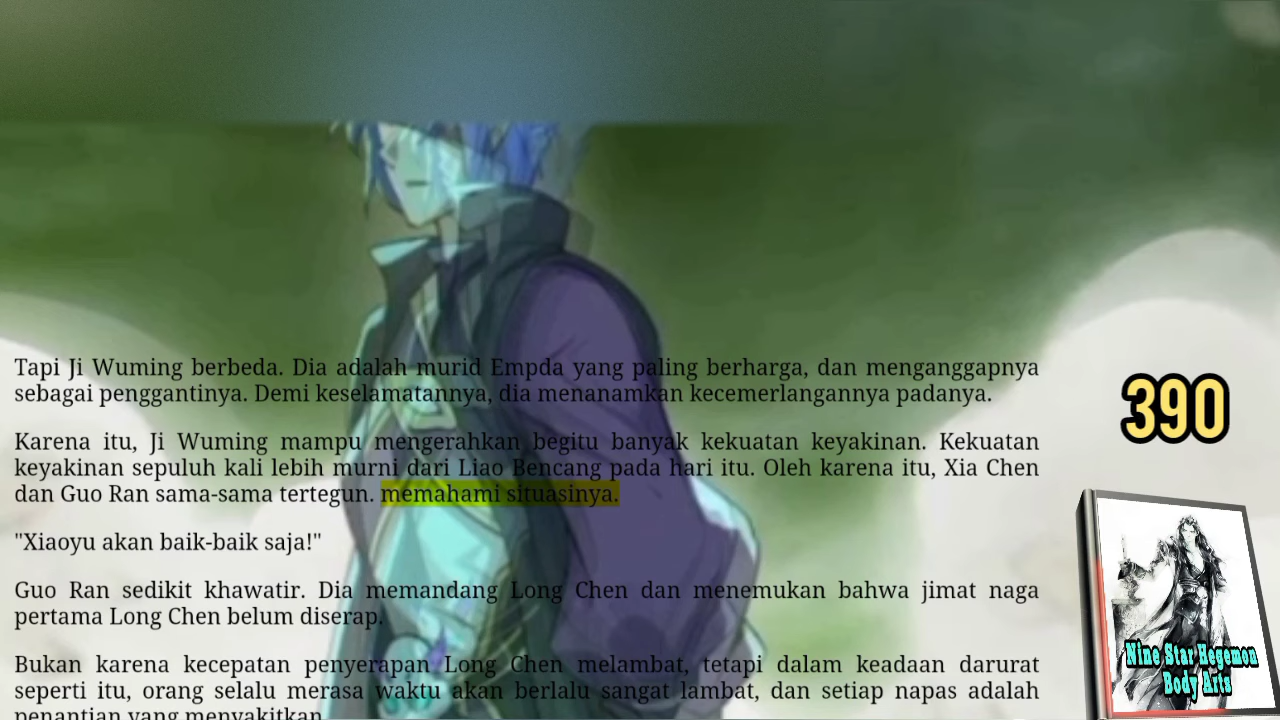 Tapi Ji Wuming berbeda. Dia adalah murid Empda yang paling berharga, dan menganggapnya
sebagai penggantinya. Demi keselamatannya, dia menanamkan kecemerlangannya padanya.
Karena itu, Ji Wuming mampu mengerahkan begitu banyak kekuatan keyakinan. Kekuatan
keyakinan sepuluh kali lebih murni dari Liao Bencang pada hari itu. Oleh karena itu, Xia Chen
dan Guo Ran sama-sama tertegun. memahami situasinya.
"Xiaoyu akan baik-baik saja!"
Guo Ran sedikit khawatir. Dia memandang Long Chen dan menemukan bahwa jimat naga
pertama Long Chen belum diserap.
Bukan karena kecepatan penyerapan Long Chen melambat, tetapi dalam keadaan darurat
seperti itu, orang selalu merasa waktu akan berlalu sangat lambat, dan setiap napas adalah
penantian yang menyakitkan
390
Nine Star Hegemon
Body Arts